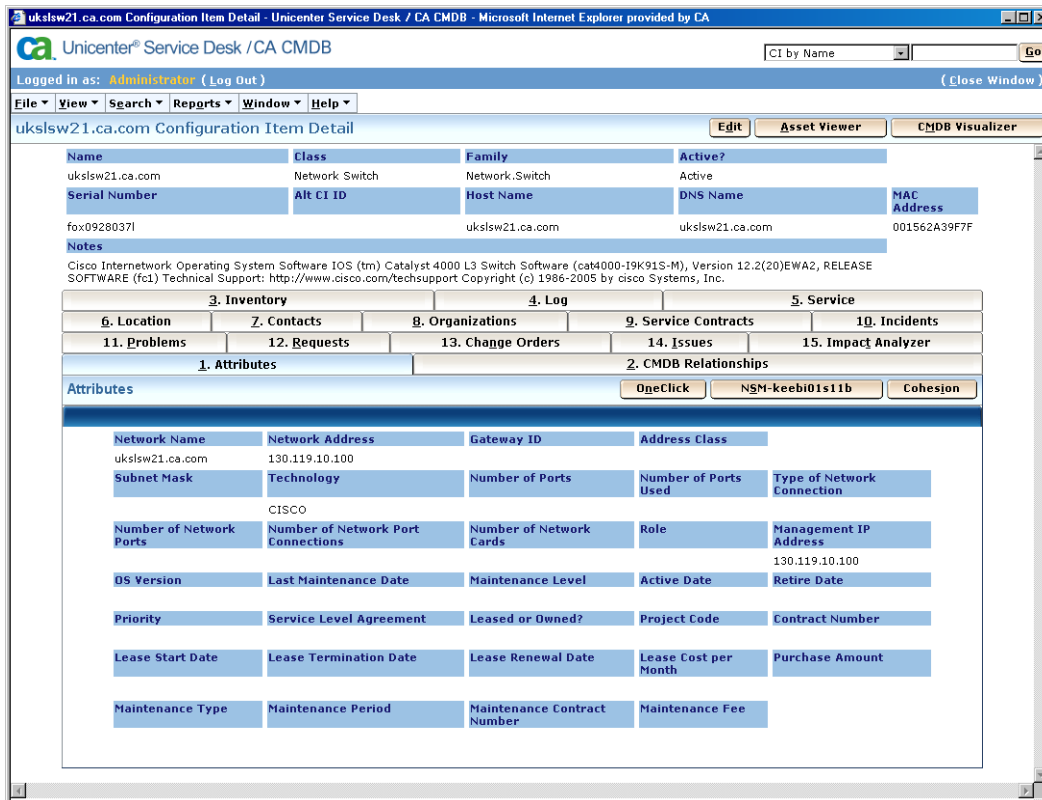 ukslsw21.ca.com Configuration Item Detail - Unicenter Service Desk / CA CMDB - Microsoft Internet Explorer provided by CA
ca Unicenter® Service Desk / CA CMDB
CI by Name Go
Logged in as: Administrator ( Log Out ) ( Close Window )
File View Search Reports Window Help
ukslsw21.ca.com Configuration Item Detail Edit Asset Viewer CMDB Visualizer
Name Class Family Active?
ukslsw21.ca.com Network Switch Network.Switch Active
Serial Number Alt CI ID Host Name DNS Name MAC Address
fox0928037l ukslsw21.ca.com ukslsw21.ca.com 001562A39F7F
Notes
Cisco Internetwork Operating System Software IOS (tm) Catalyst 4000 L3 Switch Software (cat4000-I9K91S-M), Version 12.2(20)EWA2, RELEASE
SOFTWARE (fc1) Technical Support: http://www.cisco.com/techsupport Copyright (c) 1986-2005 by cisco Systems, Inc.
3. Inventory 4. Log 5. Service
6. Location 7. Contacts 8. Organizations 9. Service Contracts 10. Incidents
11. Problems 12. Requests 13. Change Orders 14. Issues 15. Impact Analyzer
1. Attributes 2. CMDB Relationships
Attributes OneClick NSM-keebi01s11b Cohesion
Network Name Network Address Gateway ID Address Class
ukslsw21.ca.com 130.119.10.100
Subnet Mask Technology Number of Ports Number of Ports Used Type of Network Connection
CISCO
Number of Network Ports Number of Network Port Connections Number of Network Cards Role Management IP Address
130.119.10.100
OS Version Last Maintenance Date Maintenance Level Active Date Retire Date
Priority Service Level Agreement Leased or Owned? Project Code Contract Number
Lease Start Date Lease Termination Date Lease Renewal Date Lease Cost per Month Purchase Amount
Maintenance Type Maintenance Period Maintenance Contract Number Maintenance Fee